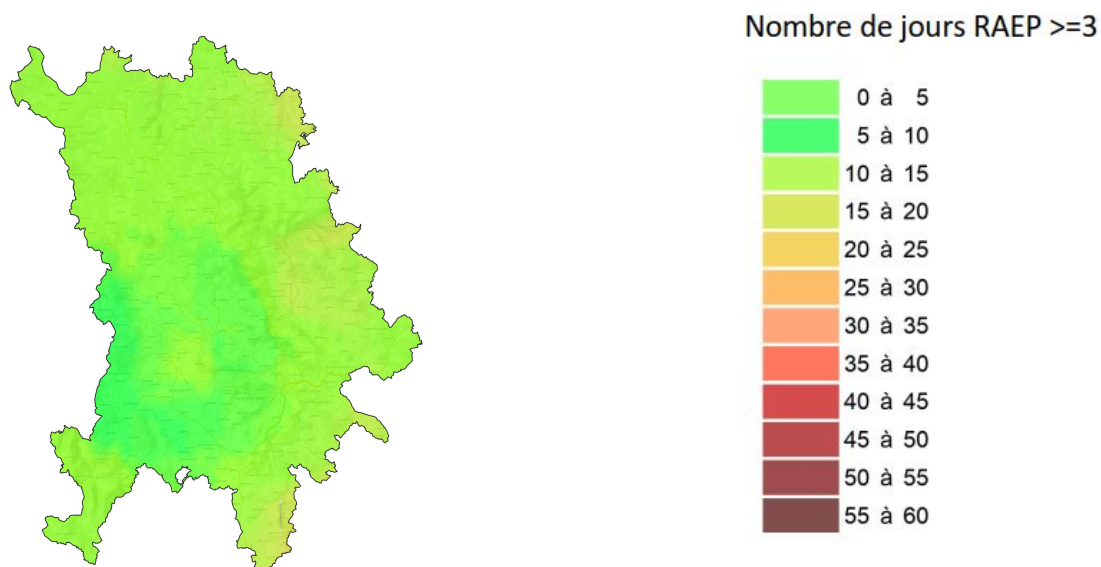 Nombre de jours RAEP >=3
0 à 5
5 à 10
10 à 15
15 à 20
20 à 25
25 à 30
30 à 35
35 à 40
40 à 45
45 à 50
50 à 55
55 à 60